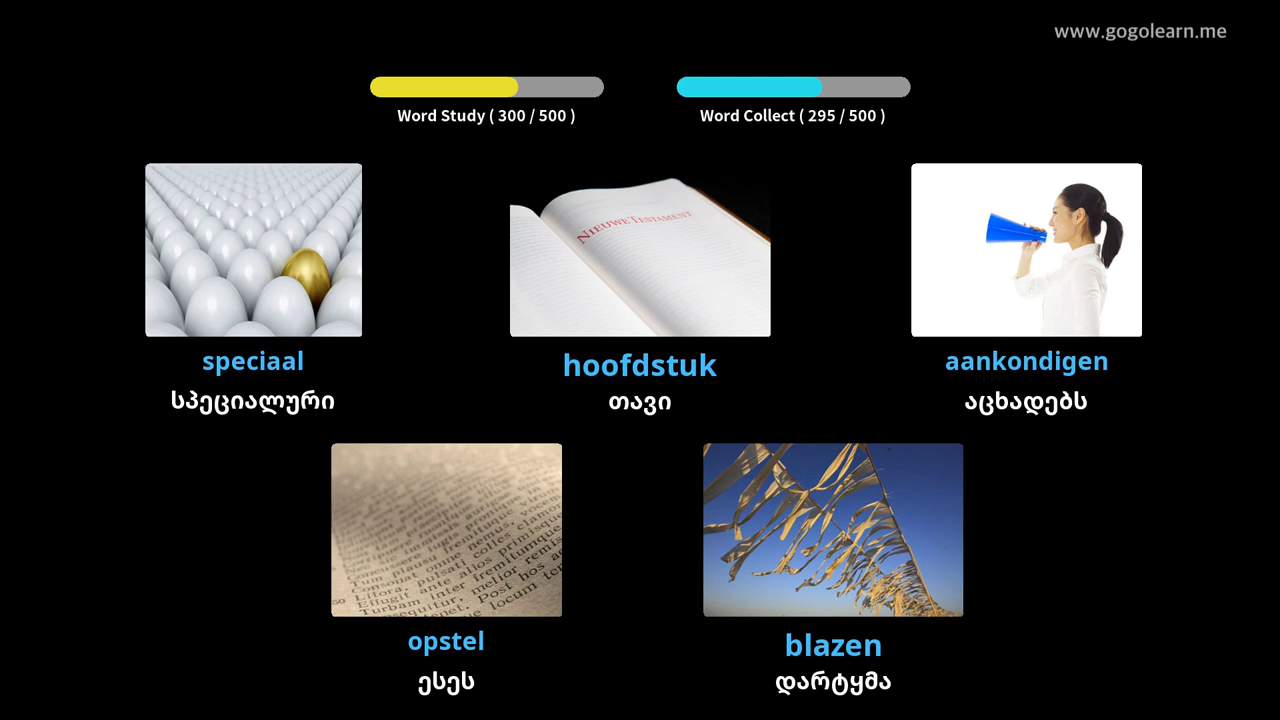 www.gogolearn.me
Word Study ( 300 / 500 )
Word Collect ( 295 / 500 )
NIEUWE TESTAMENT
speciaal
სპეციალური
hoofdstuk
თავი
aankondigen
აცხადებს
opstel
ესეს
blazen
დარტყმა